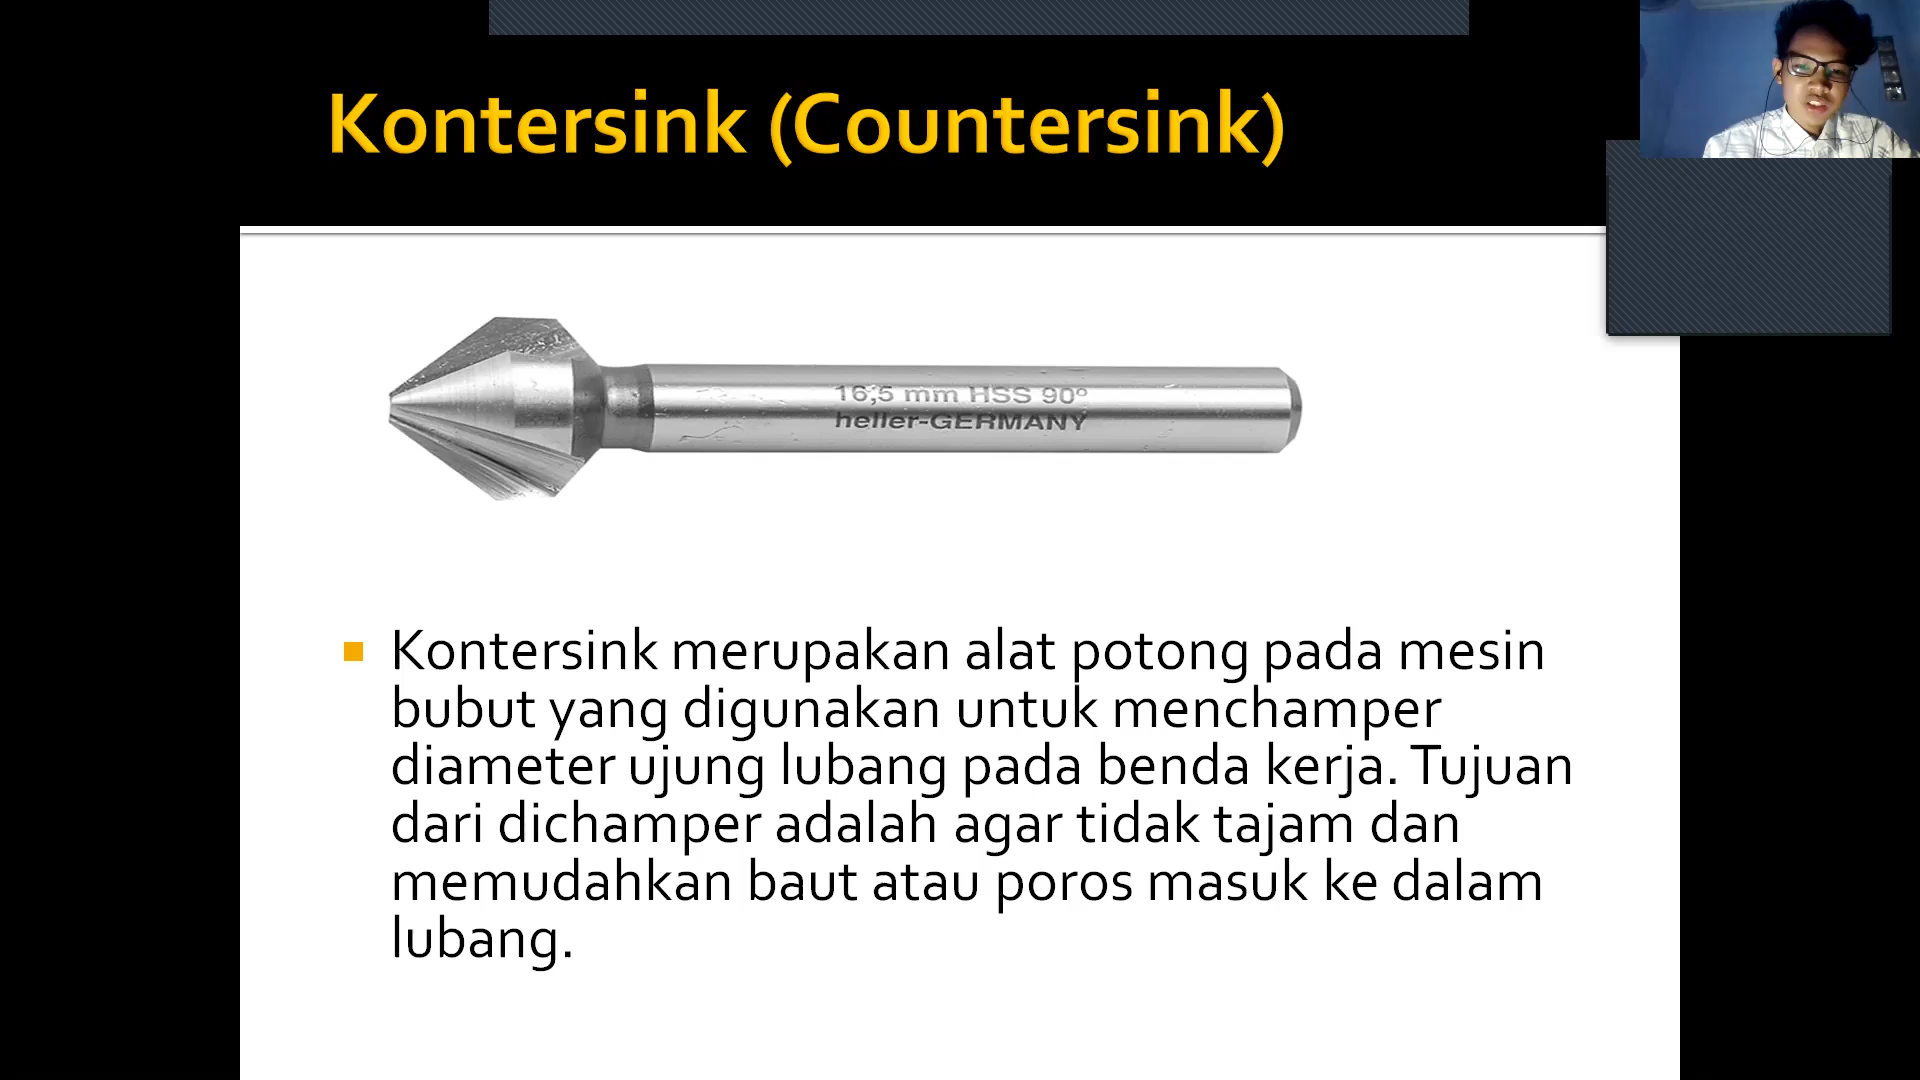 Kontersink (Countersink)
16,5 mm HSS 90°
heller-GERMANY
Kontersink merupakan alat potong pada mesin
bubut yang digunakan untuk menchamper
diameter ujung lubang pada benda kerja. Tujuan
dari dichamper adalah agar tidak tajam dan
memudahkan baut atau poros masuk ke dalam
lubang.